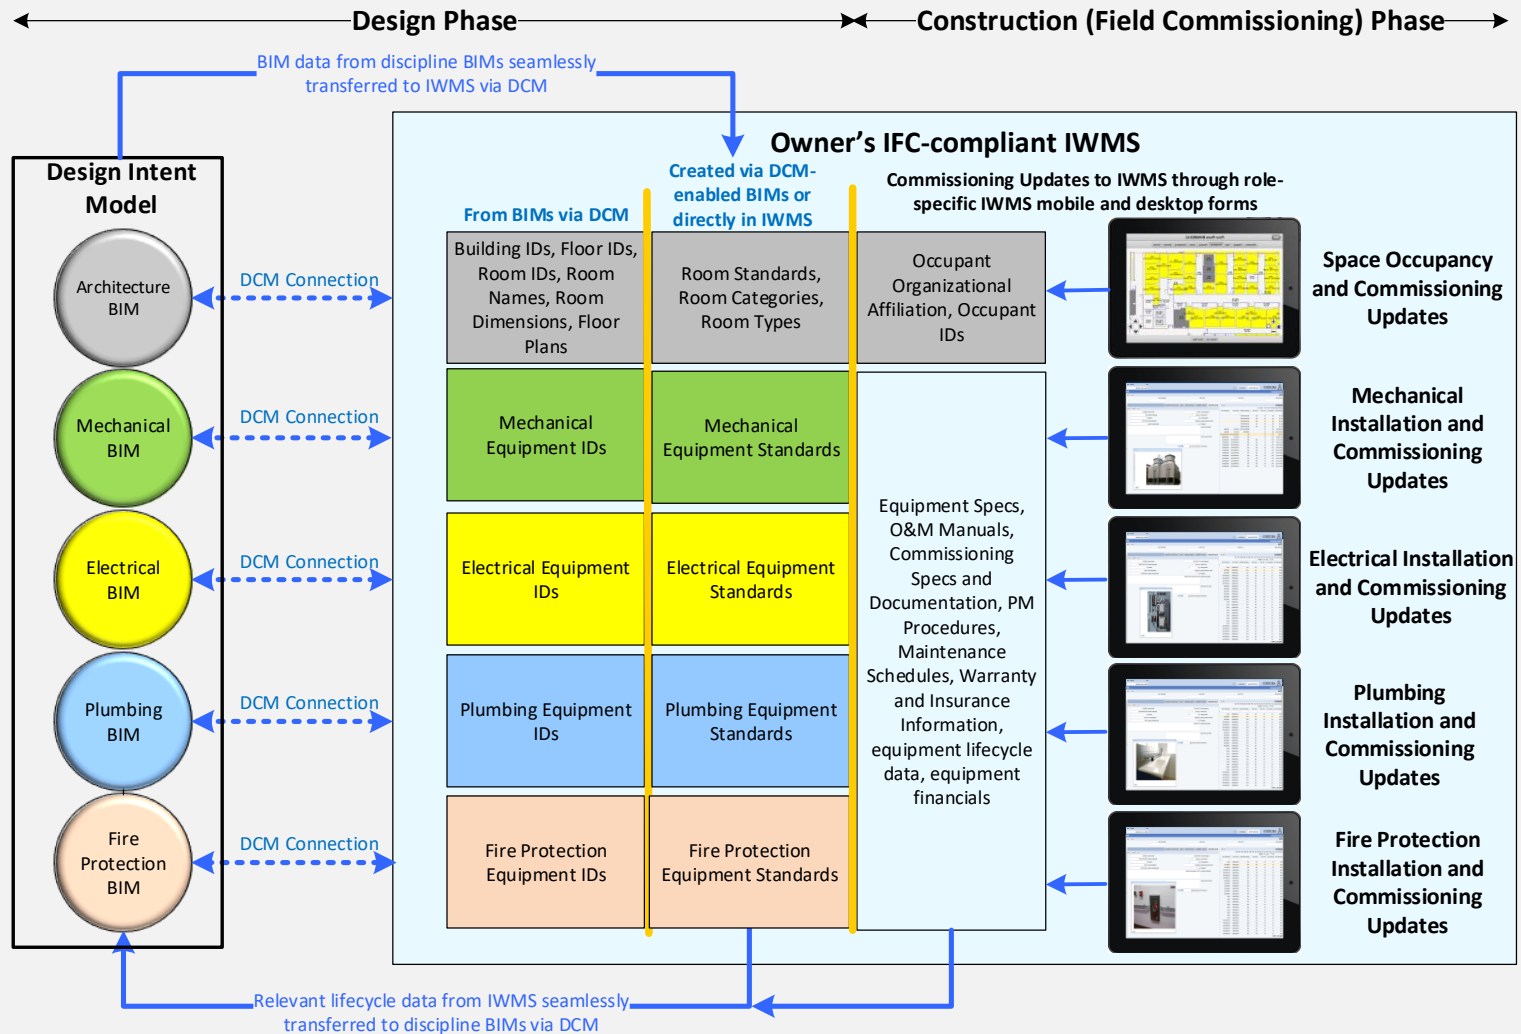 Design Phase
Construction (Field Commissioning) Phase
BIM data from discipline BIMs seamlessly
transferred to IWMS via DCM
Owner's IFC-compliant IWMS
Design Intent
Model
From BIMs via DCM
Created via DCM-
enabled BIMs or
directly in IWMS
Commissioning Updates to IWMS through role-
specific IWMS mobile and desktop forms
Architecture
BIM
DCM Connection
Building IDs, Floor IDs,
Room IDs, Room
Names, Room
Dimensions, Floor
Plans
Room Standards,
Room Categories,
Room Types
Occupant
Organizational
Affiliation, Occupant
IDs
Space Occupancy
and Commissioning
Updates
Mechanical
BIM
DCM Connection
Mechanical
Equipment IDs
Mechanical
Equipment Standards
Mechanical
Installation and
Commissioning
Updates
Electrical
BIM
DCM Connection
Electrical Equipment
IDs
Electrical Equipment
Standards
Equipment Specs,
O&M Manuals,
Commissioning
Specs and
Documentation, PM
Procedures,
Maintenance
Schedules, Warranty
and Insurance
Information,
equipment lifecycle
data, equipment
financials
Electrical Installation
and Commissioning
Updates
Plumbing
BIM
DCM Connection
Plumbing Equipment
IDs
Plumbing Equipment
Standards
Plumbing
Installation and
Commissioning
Updates
Fire
Protection
BIM
DCM Connection
Fire Protection
Equipment IDs
Fire Protection
Equipment Standards
Fire Protection
Installation and
Commissioning
Updates
Relevant lifecycle data from IWMS seamlessly
transferred to discipline BIMs via DCM